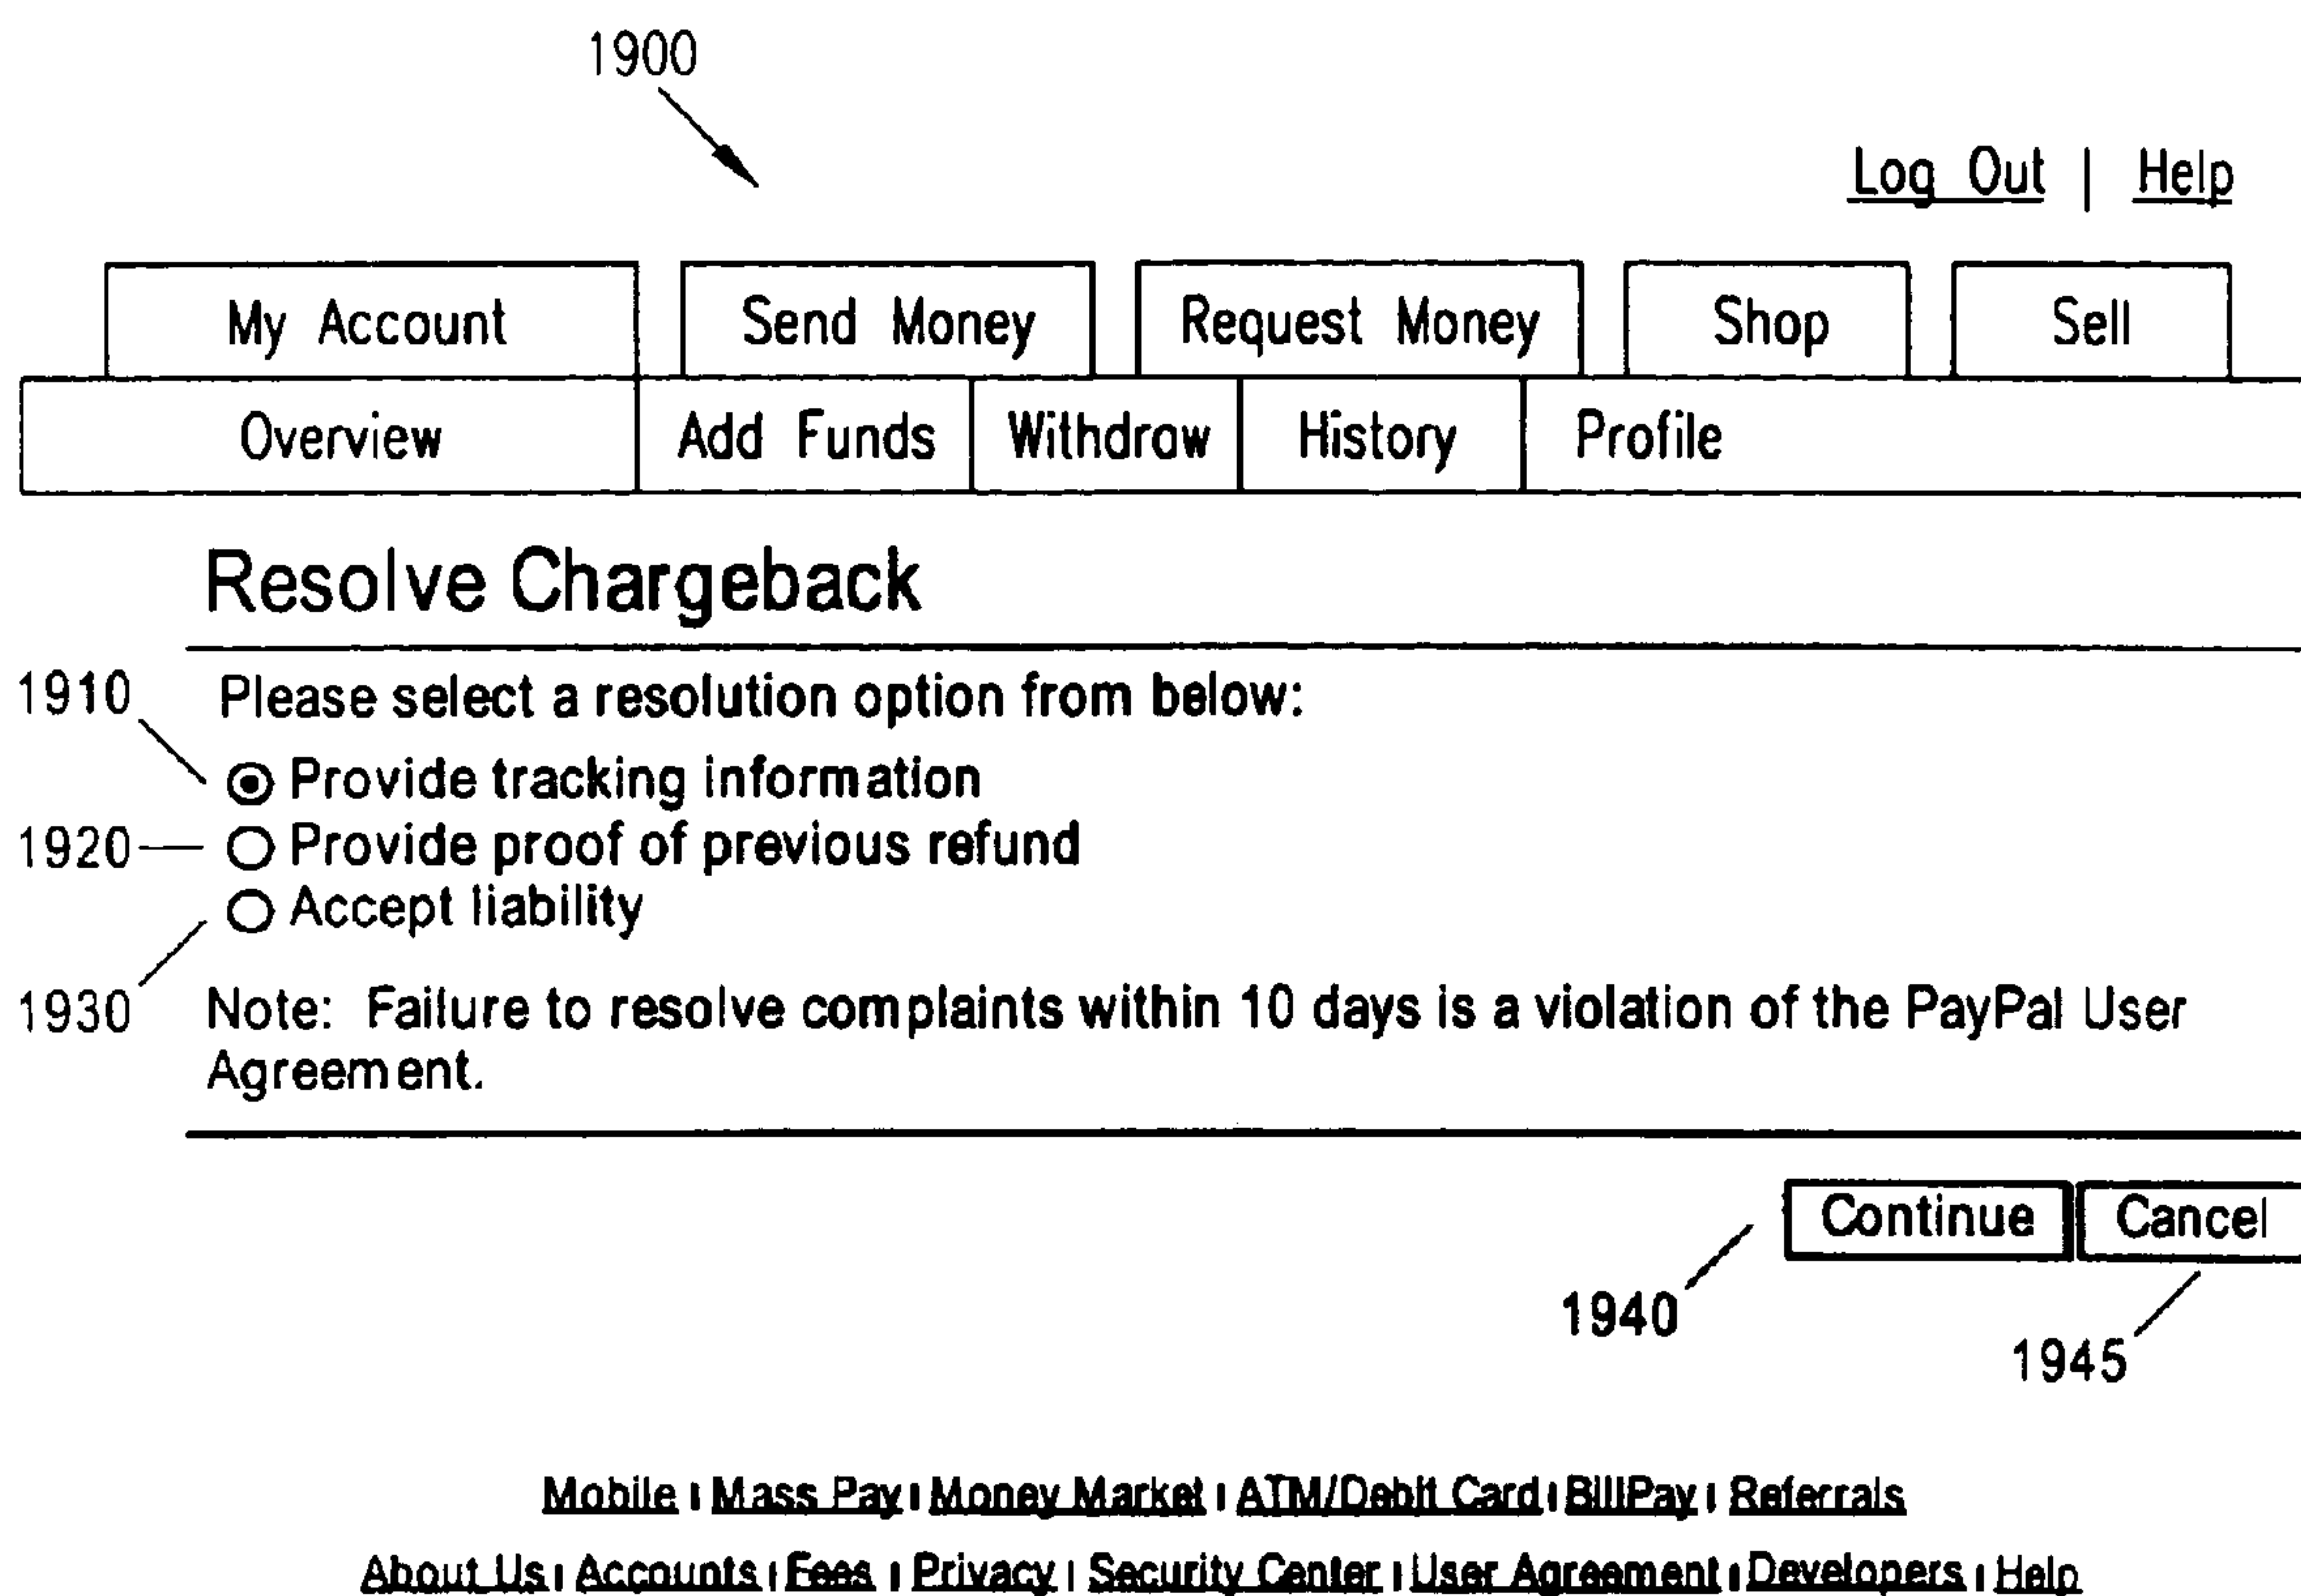 1900
Log Out | Help
My Account Send Money Request Money Shop Sell
Overview Add Funds Withdraw History Profile
Resolve Chargeback
1910 Please select a resolution option from below:
Provide tracking information
1920 Provide proof of previous refund
Accept liability
1930 Note: Failure to resolve complaints within 10 days is a violation of the PayPal User
Agreement.
Continue Cancel
1940
1945
Mobile | Mass Pay | Money Market | ATM/Debit Card | BillPay | Referrals
About Us | Accounts | Fees | Privacy | Security Center | User Agreement | Developers | Help